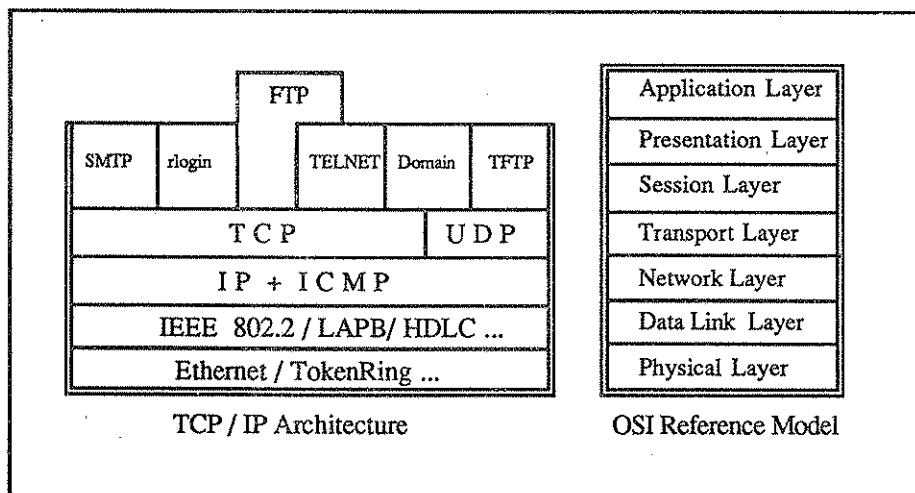 FTP
SMTP rlogin TELNET Domain TFTP
TCP UDP
IP + ICMP
IEEE 802.2 / LAPB/ HDLC ...
Ethernet / TokenRing ...
TCP / IP Architecture
Application Layer
Presentation Layer
Session Layer
Transport Layer
Network Layer
Data Link Layer
Physical Layer
OSI Reference Model